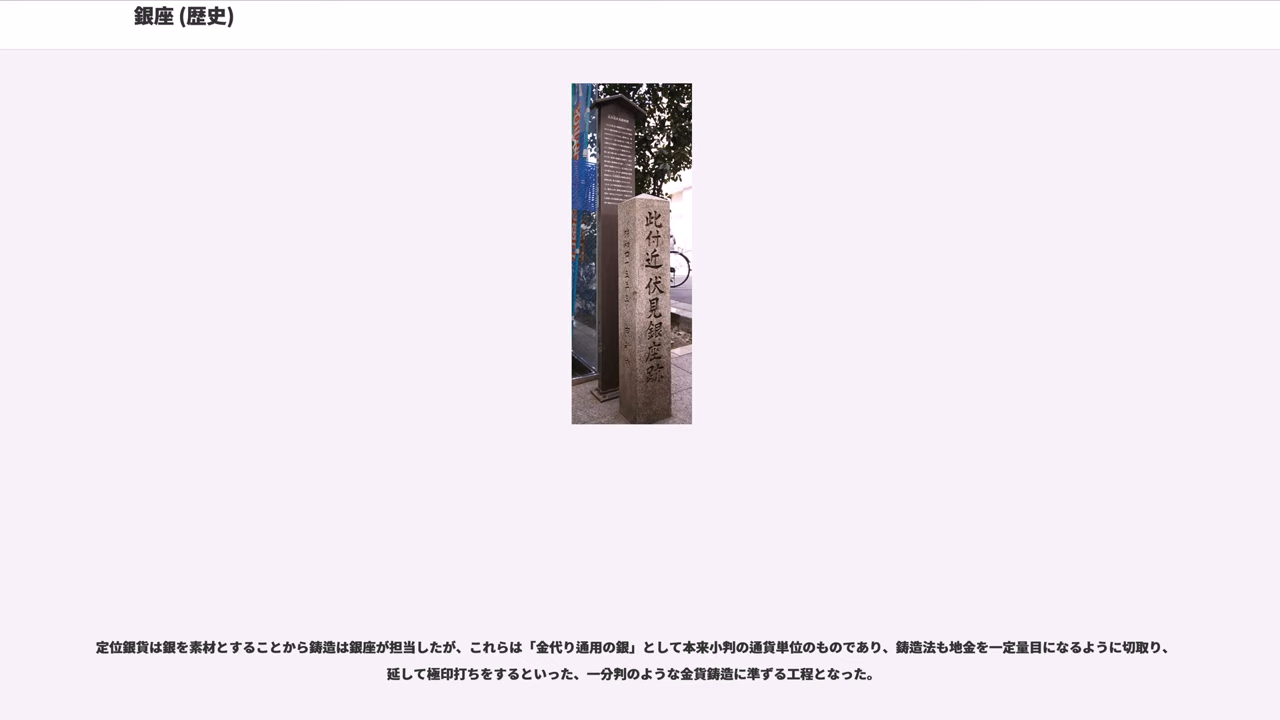 銀座 (歴史)
此付近 伏見銀座跡
定位銀貨は銀を素材とすることから鋳造は銀座が担当したが、これらは「金代り通用の銀」として本来小判の通貨単位のものであり、鋳造法も地金を一定量目になるように切取り、
延して極印打ちをするといった、一分判のような金貨鋳造に準ずる工程となった。